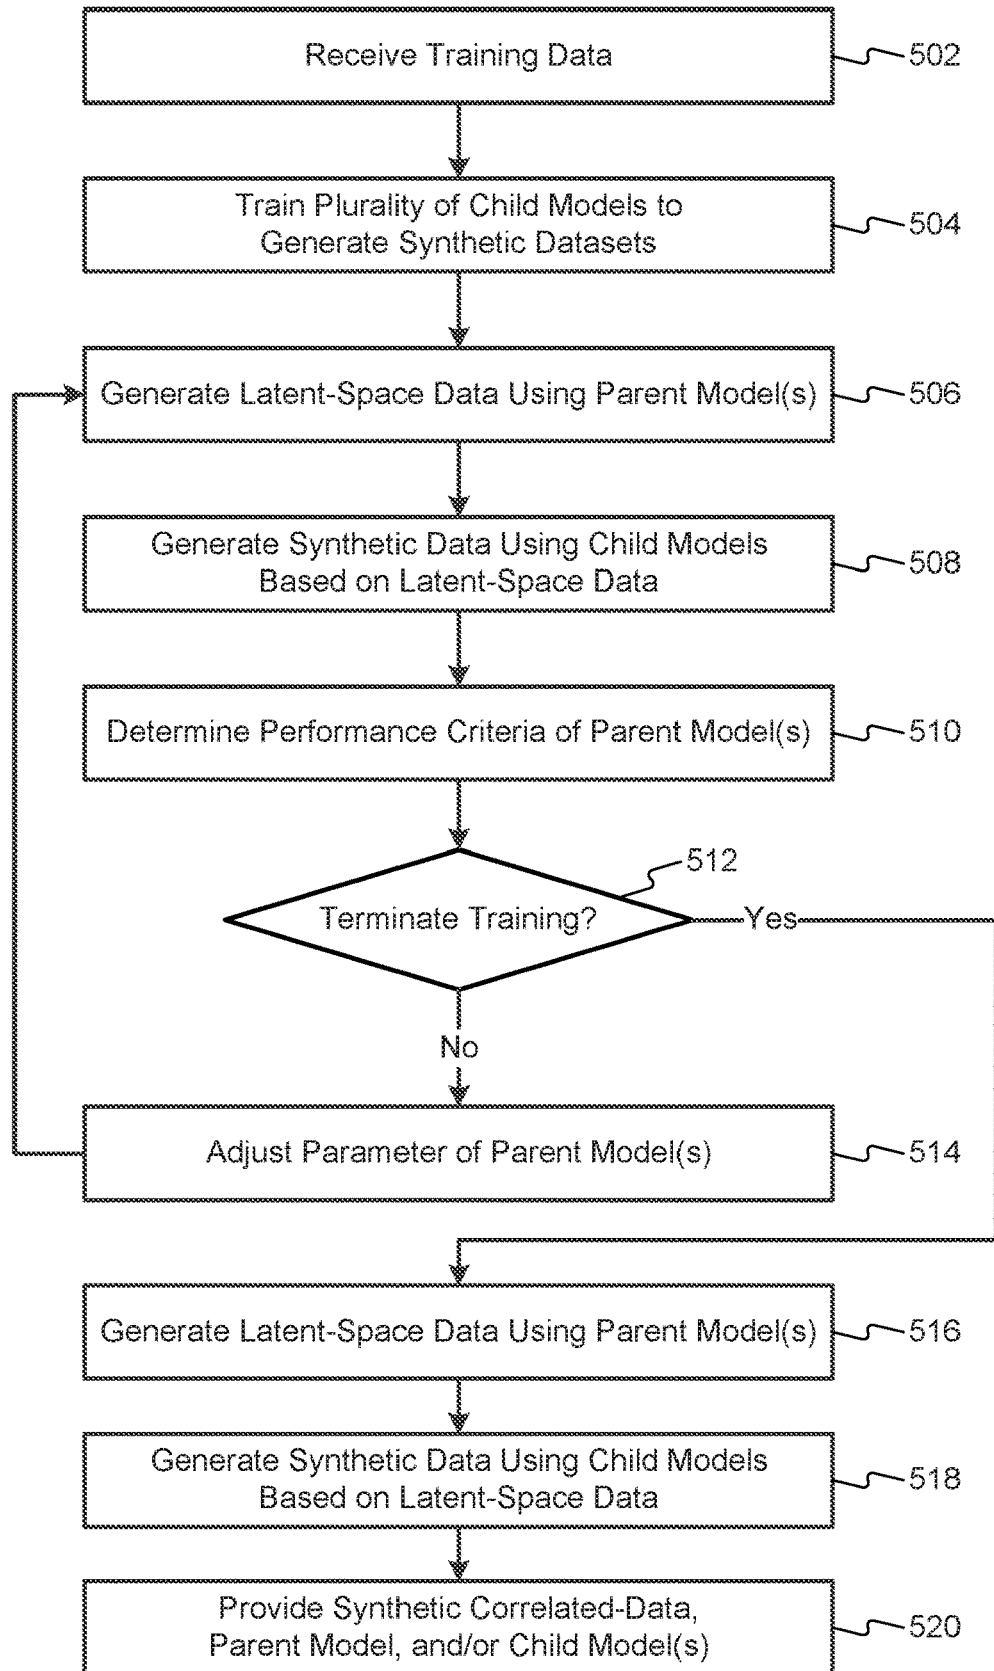 Receive Training Data
502
Train Plurality of Child Models to
Generate Synthetic Datasets
504
Generate Latent-Space Data Using Parent Model(s)
506
Generate Synthetic Data Using Child Models
Based on Latent-Space Data
508
Determine Performance Criteria of Parent Model(s)
510
512
Terminate Training?
Yes
No
Adjust Parameter of Parent Model(s)
514
Generate Latent-Space Data Using Parent Model(s)
516
Generate Synthetic Data Using Child Models
Based on Latent-Space Data
518
Provide Synthetic Correlated-Data,
Parent Model, and/or Child Model(s)
520